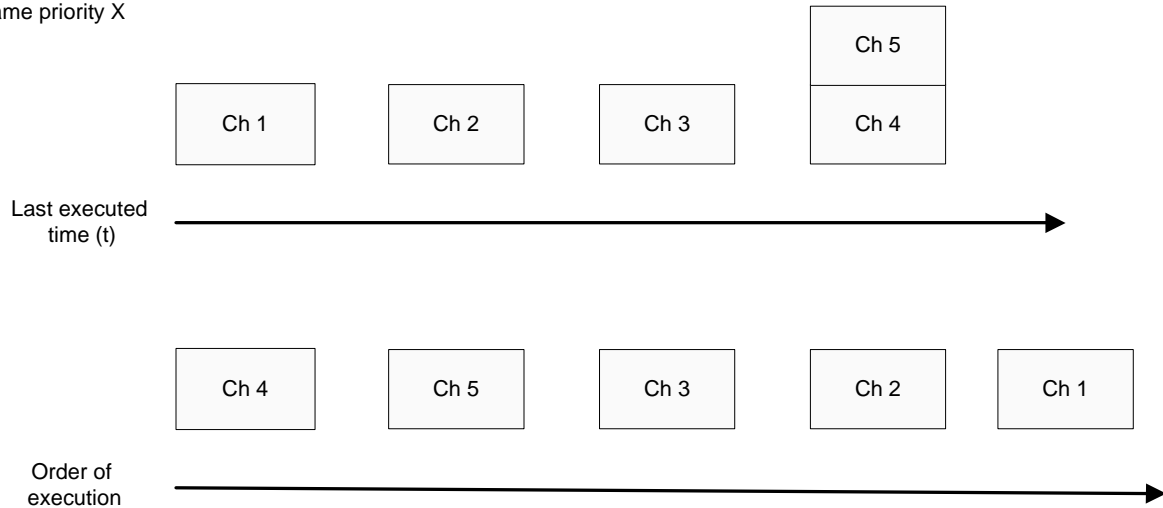 priority X
Ch 5
Ch 1
Ch 2
Ch 3
Ch 4
Last executed
time (t)
Ch 4
Ch 5
Ch 3
Ch 2
Ch 1
Order of
execution